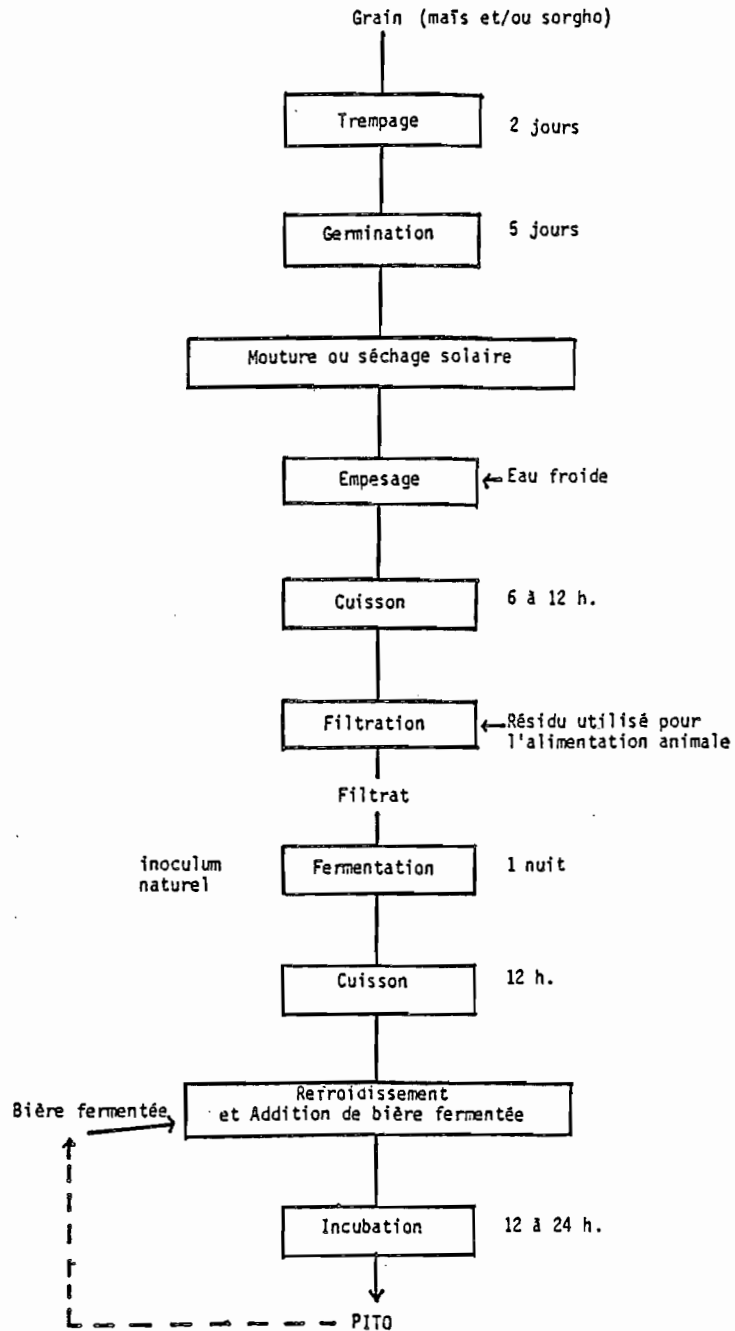 Grain (maïs et/ou sorgho)
Trempage
2 jours
Germination
5 jours
Mouture ou séchage solaire
Empesage
Eau froide
Cuisson
6 à 12 h.
Filtration
Résidu utilisé pour
l'alimentation animale
Filtrat
inoculum
naturel
Fermentation
1 nuit
Cuisson
12 h.
Bière fermentée
Refroidissement
et Addition de bière fermentée
Incubation
12 à 24 h.
PITO